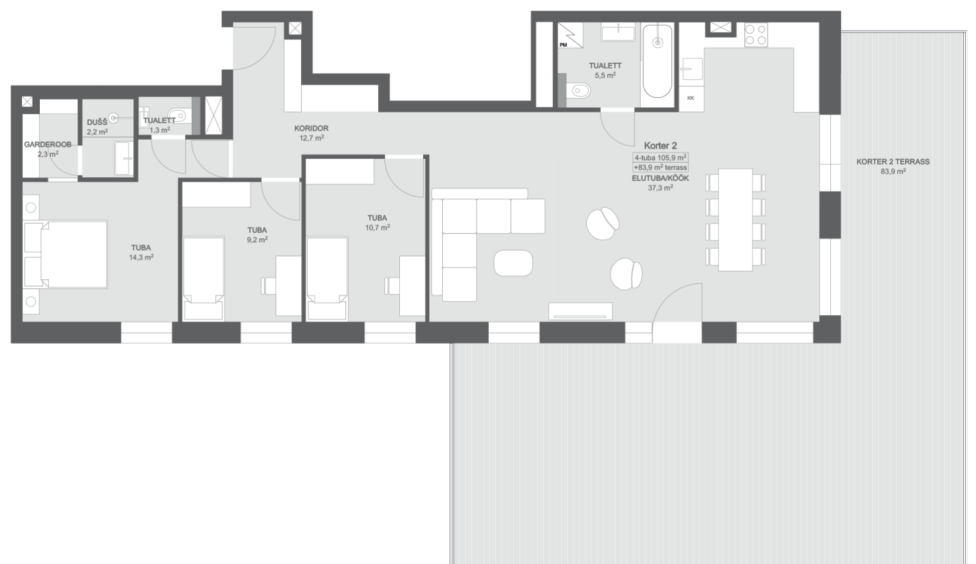 TUALETT
5,5 m²
PM
KK
DUŠŠ
2,2 m²
TUALETT
1,3 m²
GARDEROOB
2,3 m²
KORIDOR
12,7 m²
Korter 2
4-tuba 105,9 m²
+83,9 m² terrass
ELUTUBA/KÖÖK
37,3 m²
KORTER 2 TERRASS
83,9 m²
TUBA
14,3 m²
TUBA
9,2 m²
TUBA
10,7 m²